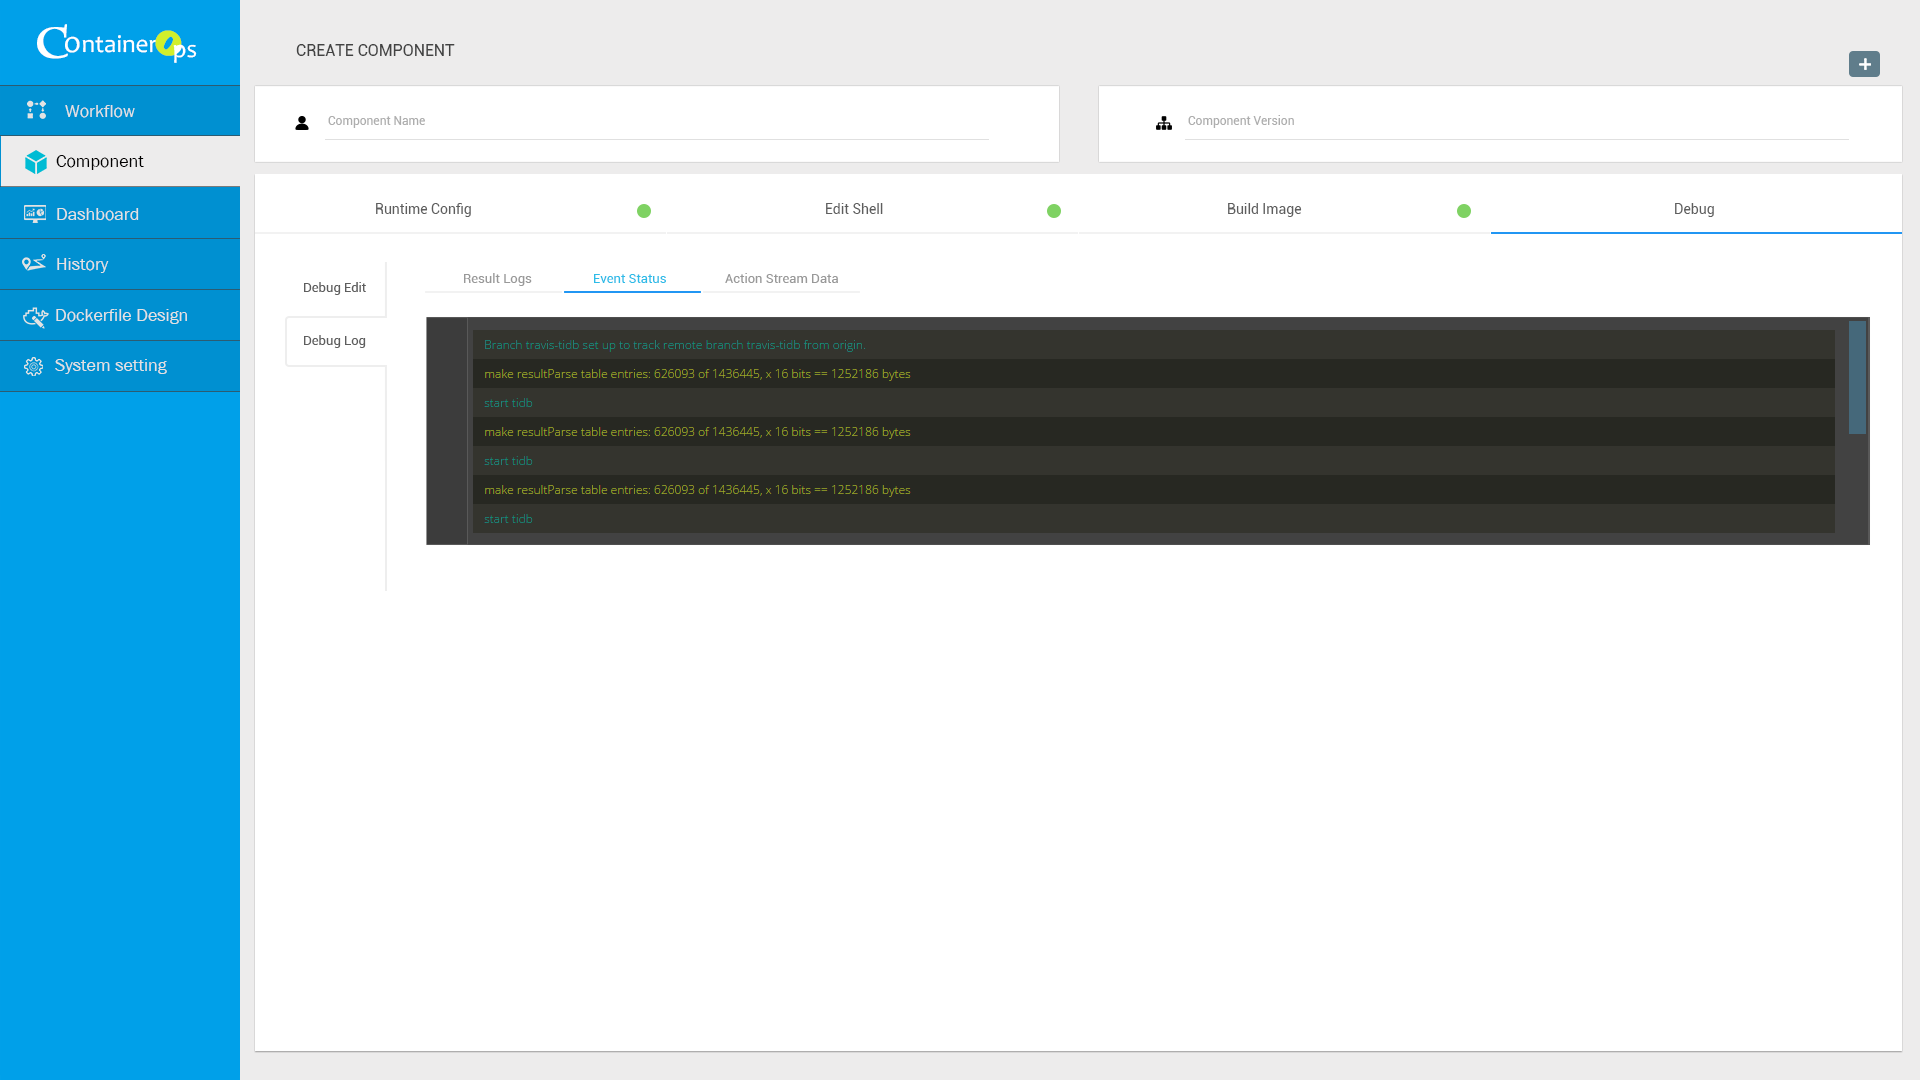 ContainerOps
Workflow
Component
Dashboard
History
Dockerfile Design
System setting
CREATE COMPONENT
Component Name
Component Version
Runtime Config
Edit Shell
Build Image
Debug
Debug Edit
Debug Log
Result Logs
Event Status
Action Stream Data
Branch travis-tidb set up to track remote branch travis-tidb from origin.
make resultParse table entries: 626093 of 1436445, x 16 bits == 1252186 bytes
start tidb
make resultParse table entries: 626093 of 1436445, x 16 bits == 1252186 bytes
start tidb
make resultParse table entries: 626093 of 1436445, x 16 bits == 1252186 bytes
start tidb